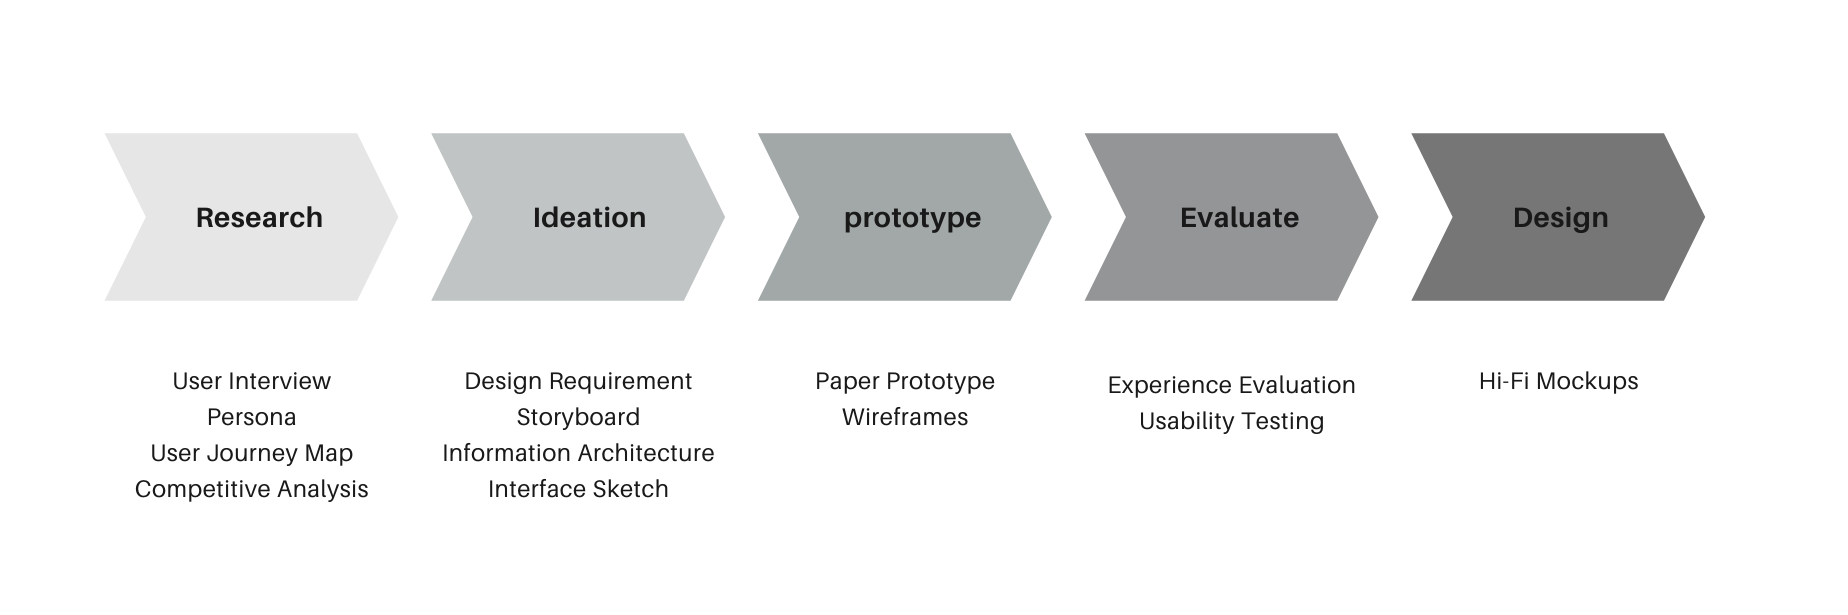 Research
Ideation
prototype
Evaluate
Design
User Interview
Persona
User Journey Map
Competitive Analysis
Design Requirement
Storyboard
Information Architecture
Interface Sketch
Paper Prototype
Wireframes
Experience Evaluation
Usability Testing
Hi-Fi Mockups